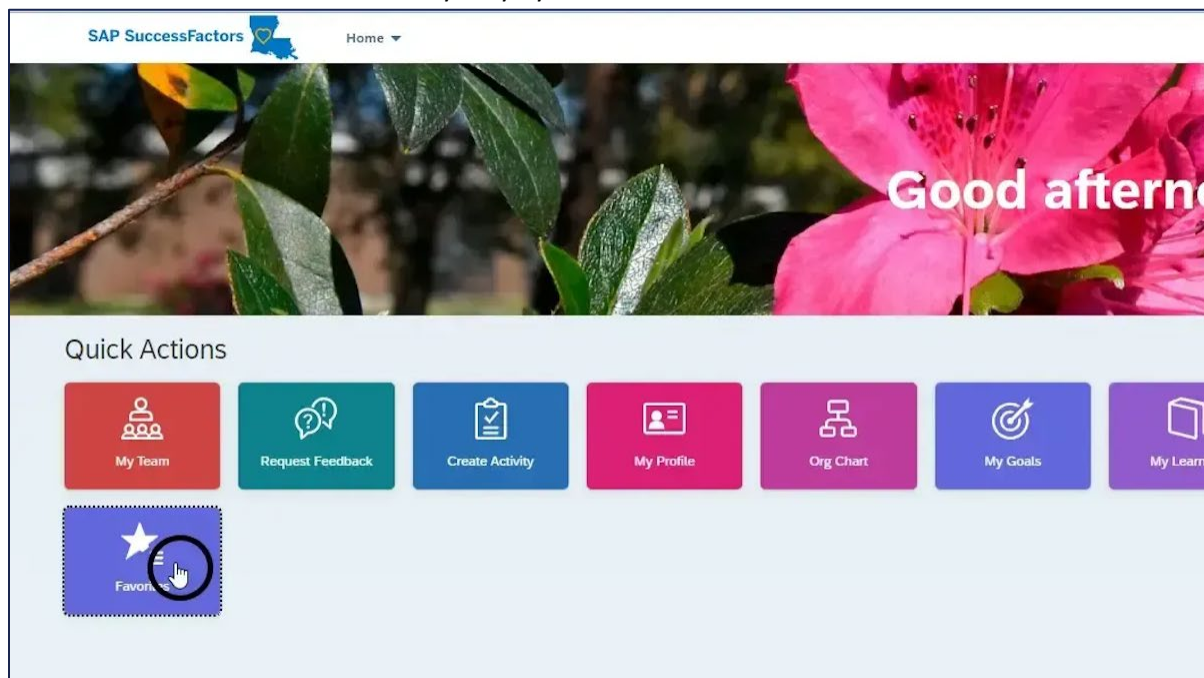 SAP SuccessFactors
Home
Good aftern
Quick Actions
My Team
Request Feedback
Create Activity
My Profile
Org Chart
My Goals
My Learn
Favorites